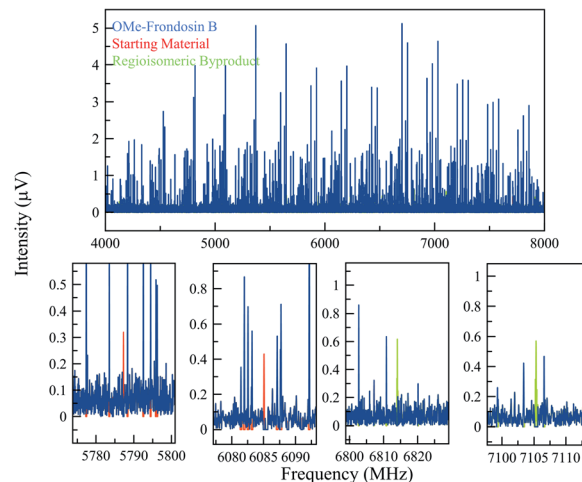 OMe-Frondosin B
Starting Material
Regioisomeric Byproduct
5
4
3
2
1
0
4000 5000 6000 7000 8000
Intensity (μV)
0.5
0.4
0.3
0.2
0.1
0
5780 5790 5800
0.8
0.6
0.4
0.2
0
6080 6085 6090
1
0.8
0.6
0.4
0.2
0
6800 6810 6820
1
0.8
0.6
0.4
0.2
0
7100 7105 7110
Frequency (MHz)